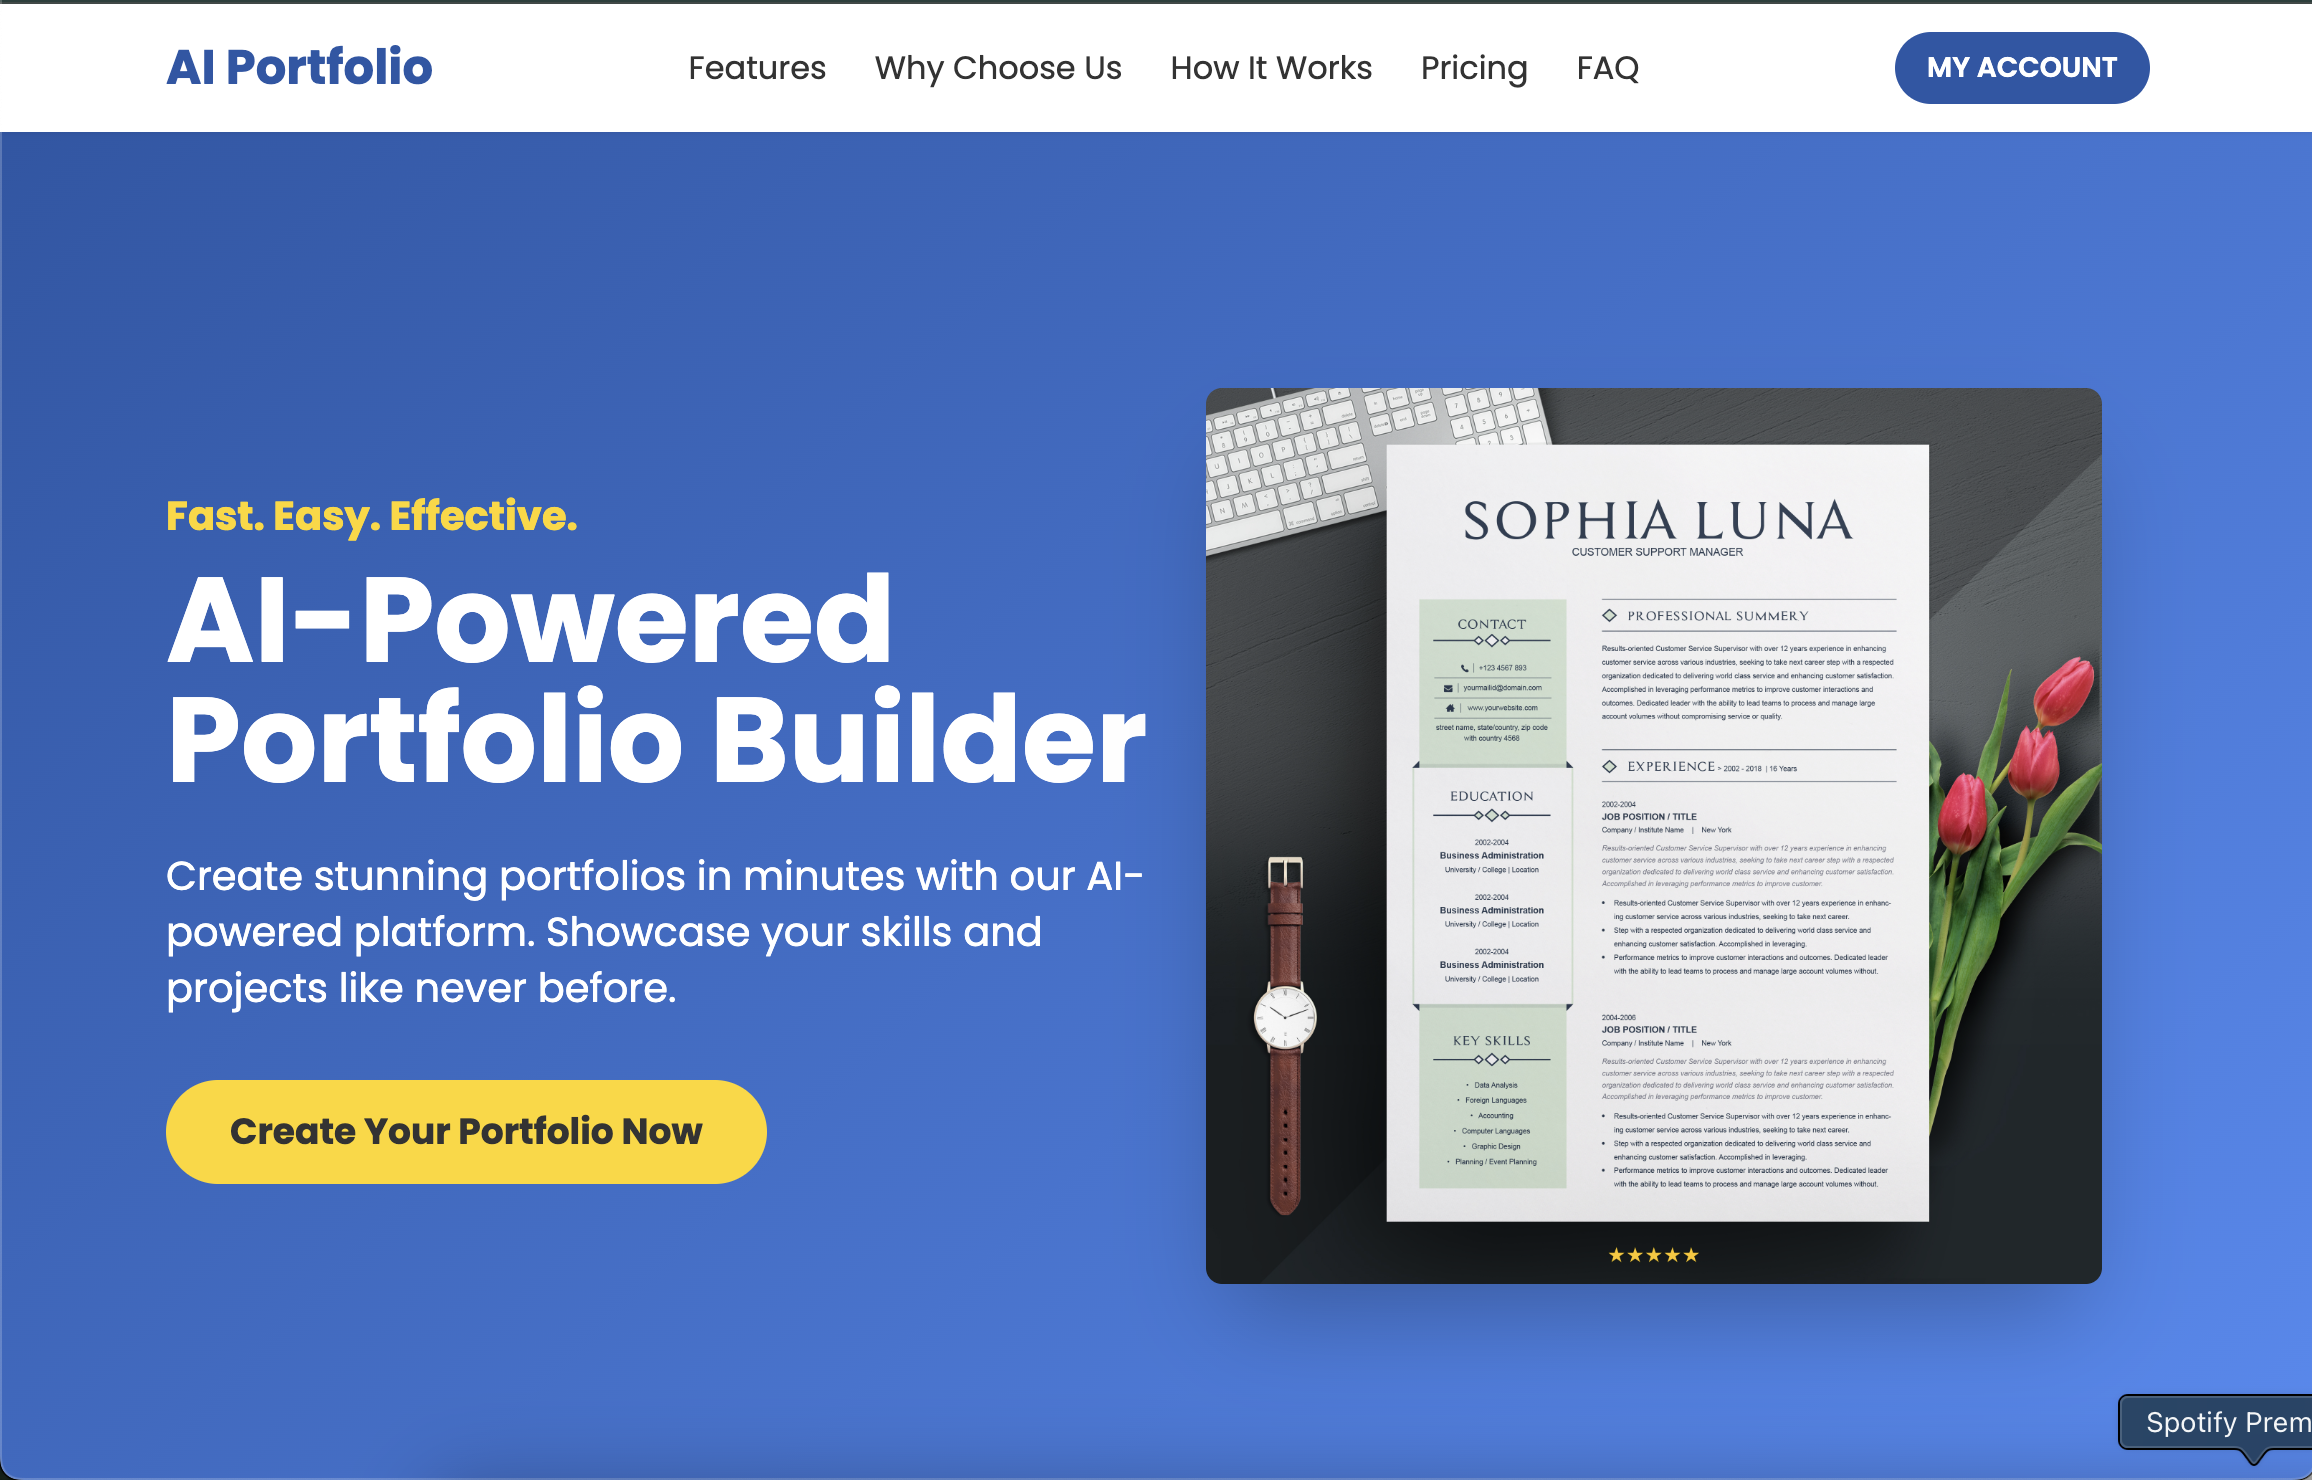 AI Portfolio
Features
Why Choose Us
How It Works
Pricing
FAQ
MY ACCOUNT
Fast. Easy. Effective.
AI-Powered
Portfolio Builder
Create stunning portfolios in minutes with our AI-
powered platform. Showcase your skills and
projects like never before.
Create Your Portfolio Now
SOPHIA LUNA
CUSTOMER SUPPORT MANAGER
CONTACT
+123 4567 893
yourmailid@domain.com
www.yourwebsite.com
street name, state/country, zip code
with country 4568
EDUCATION
2002-2004
Business Administration
University / College | Location
2002-2004
Business Administration
University / College | Location
2002-2004
Business Administration
University / College | Location
KEY SKILLS
• Data Analysis
• Foreign Languages
• Accounting
• Computer Languages
• Graphic Design
• Planning / Event Planning
PROFESSIONAL SUMMERY
Results-oriented Customer Service Supervisor with over 12 years experience in enhancing
customer service across various industries, seeking to take next career step with a respected
organization dedicated to delivering world class service and enhancing customer satisfaction.
Accomplished in leveraging performance metrics to improve customer interactions and
outcomes. Dedicated leader with the ability to lead teams to process and manage large
account volumes without compromising service or quality.
EXPERIENCE > 2002 - 2018 | 16 Years
2002-2004
JOB POSITION / TITLE
Company / Institute Name | New York
Results-oriented Customer Service Supervisor with over 12 years experience in enhancing
customer service across various industries, seeking to take next career step with a respected
organization dedicated to delivering world class service and enhancing customer satisfaction.
Accomplished in leveraging performance metrics to improve customer.
• Results-oriented Customer Service Supervisor with over 12 years experience in enhanc-
ing customer service across various industries, seeking to take next career.
• Step with a respected organization dedicated to delivering world class service and
enhancing customer satisfaction. Accomplished in leveraging.
• Performance metrics to improve customer interactions and outcomes. Dedicated leader
with the ability to lead teams to process and manage large account volumes without.
2004-2006
JOB POSITION / TITLE
Company / Institute Name | New York
Results-oriented Customer Service Supervisor with over 12 years experience in enhancing
customer service across various industries, seeking to take next career step with a respected
organization dedicated to delivering world class service and enhancing customer satisfaction.
Accomplished in leveraging performance metrics to improve customer.
• Results-oriented Customer Service Supervisor with over 12 years experience in enhanc-
ing customer service across various industries, seeking to take next career.
• Step with a respected organization dedicated to delivering world class service and
enhancing customer satisfaction. Accomplished in leveraging.
• Performance metrics to improve customer interactions and outcomes. Dedicated leader
with the ability to lead teams to process and manage large account volumes without.
★★★★★
Spotify Prem